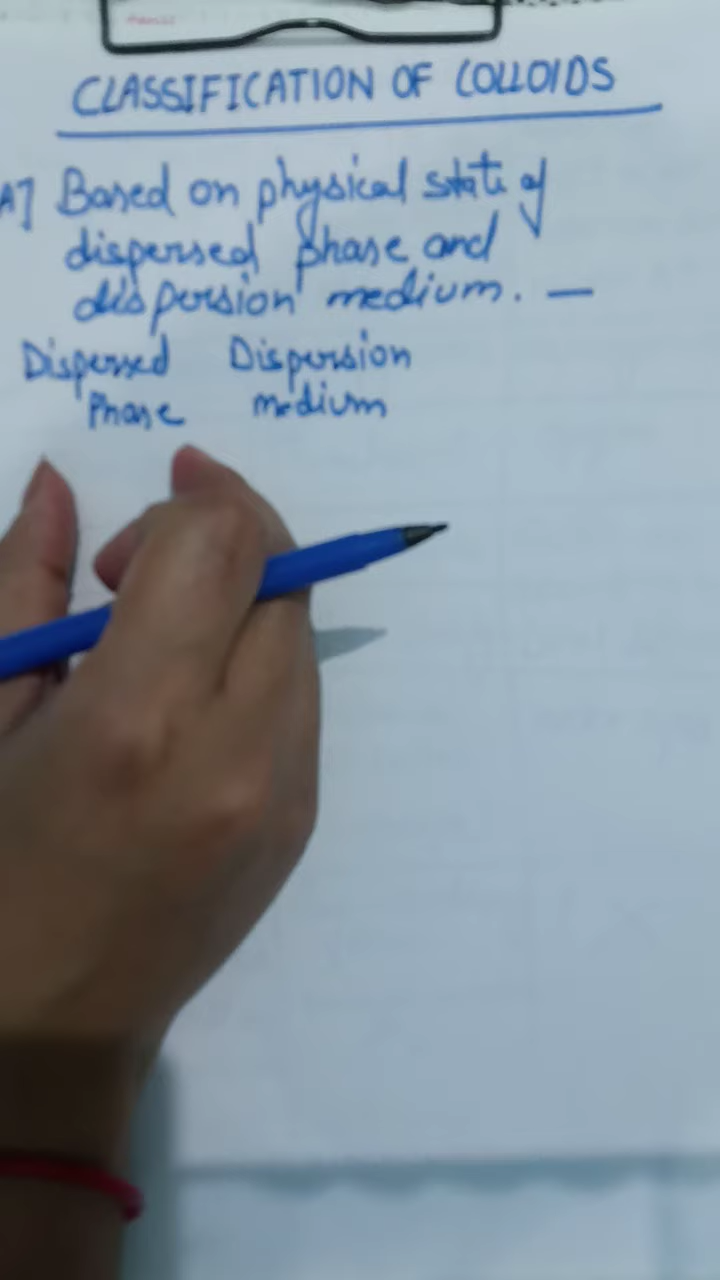 CLASSIFICATION OF COLLOIDS
A] Based on physical state of
dispersed phase and
dispersion medium. —
Dispersed Dispersion
Phase medium